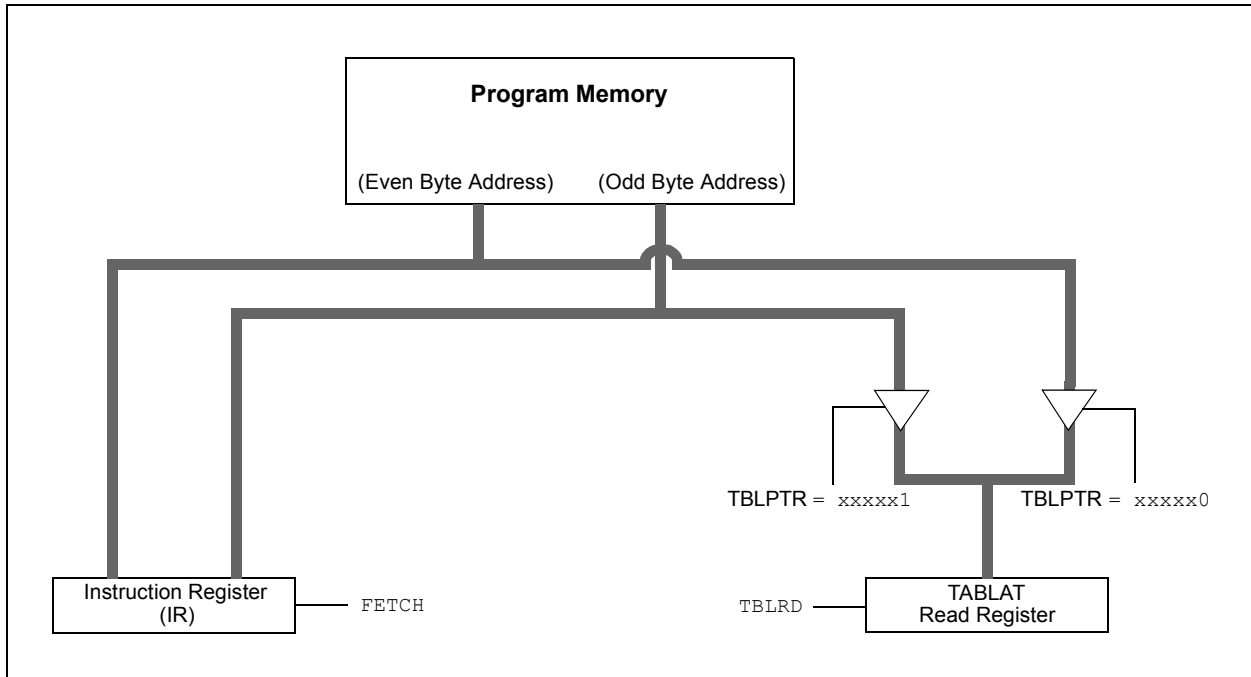 Program Memory
(Even Byte Address) (Odd Byte Address)
TBLPTR = xxxxx1 TBLPTR = xxxxx0
Instruction Register
(IR)
FETCH
TBLRD
TABLAT
Read Register